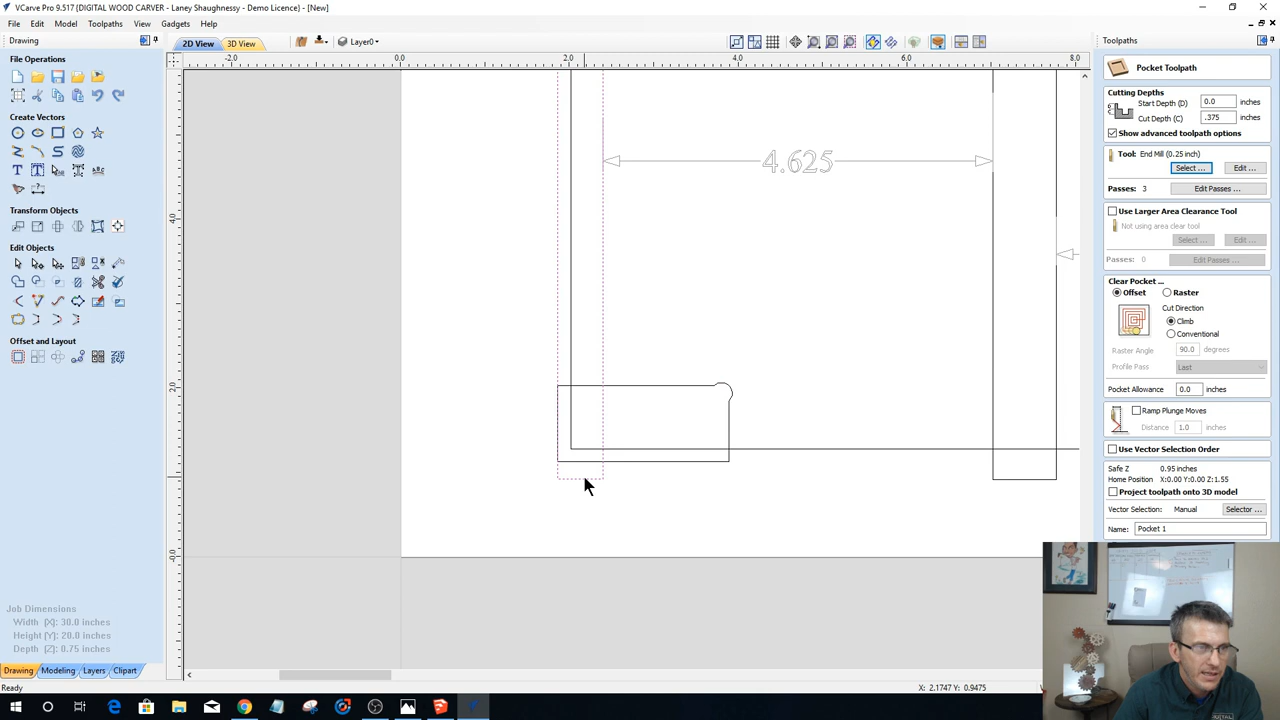 VCarve Pro 9.517 {DIGITAL WOOD CARVER} - Laney Shaughnessy - Demo Licence} - [New]
File Edit Model Toolpaths View Gadgets Help
Drawing
2D View 3D View
Layer0
Toolpaths
File Operations
Create Vectors
Transform Objects
Edit Objects
Offset and Layout
Job Dimensions
Width (X): 30.0 inches
Height (Y): 20.0 inches
Depth (Z): 0.75 inches
Drawing Modeling Layers Clipart
Ready
-2.0 0.0 2.0 4.0 6.0 8.0
4.0
2.0
-0.0
4.625
Pocket Toolpath
Cutting Depths
Start Depth (D) 0.0 inches
Cut Depth (C) .375 inches
Show advanced toolpath options
Tool: End Mill (0.25 inch)
Select ... Edit ...
Passes: 3 Edit Passes ...
Use Larger Area Clearance Tool
Not using area clear tool
Select ... Edit ...
Passes: 0 Edit Passes ...
Clear Pocket ...
Offset Raster
Cut Direction
Climb
Conventional
Raster Angle 90.0 degrees
Profile Pass Last
Pocket Allowance 0.0 inches
Ramp Plunge Moves
Distance 1.0 inches
Use Vector Selection Order
Safe Z 0.95 inches
Home Position X:0.00 Y:0.00 Z:1.55
Project toolpath onto 3D model
Vector Selection: Manual Selector ...
Name: Pocket 1
X: 2.1747 Y: 0.9475